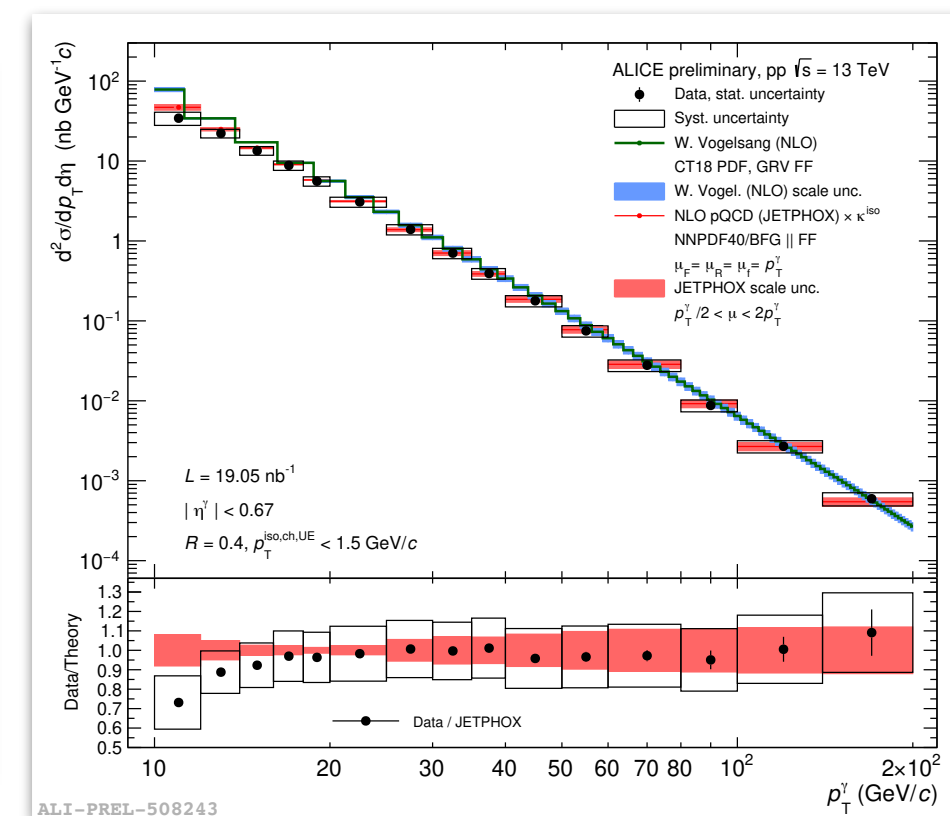 d²σ/dp_T dη (nb GeV⁻¹c)
10²
10
1
10⁻¹
10⁻²
10⁻³
10⁻⁴
ALICE preliminary, pp √s = 13 TeV
Data, stat. uncertainty
Syst. uncertainty
W. Vogelsang (NLO)
CT18 PDF, GRV FF
W. Vogel. (NLO) scale unc.
NLO pQCD (JETPHOX) × κ^iso
NNPDF40/BFG || FF
μ_F = μ_R = μ_f = p_T^γ
JETPHOX scale unc.
p_T^γ /2 < μ < 2p_T^γ
L = 19.05 nb⁻¹
| η^γ | < 0.67
R = 0.4, p_T^iso,ch,UE < 1.5 GeV/c
Data/Theory
1.3
1.2
1.1
1.0
0.9
0.8
0.7
0.6
0.5
Data / JETPHOX
10 20 30 40 50 60 70 80 10² 2×10²
p_T^γ (GeV/c)
ALI-PREL-508243